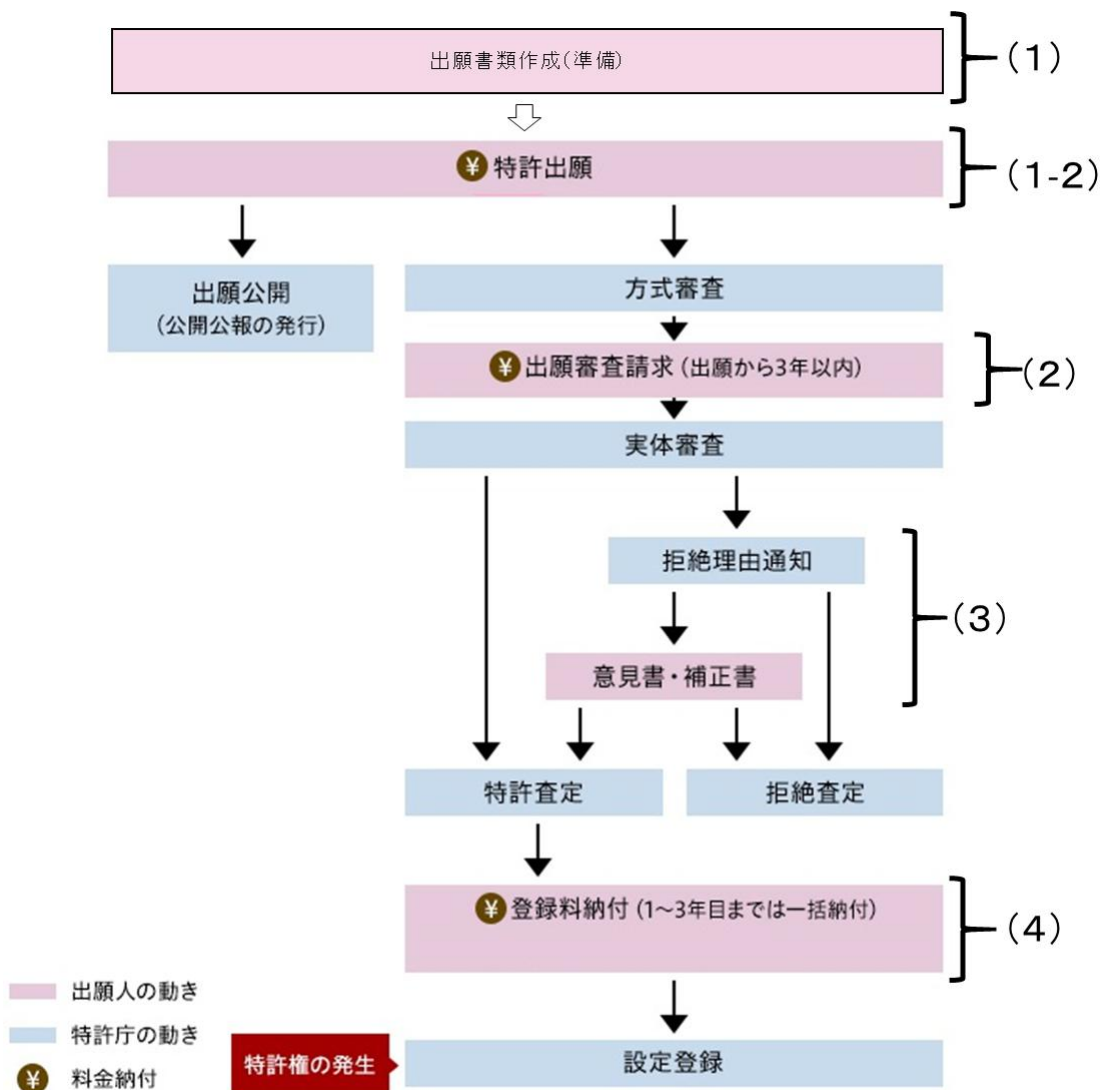 出願書類作成(準備)
(1)
¥ 特許出願
(1-2)
出願公開
(公開公報の発行)
方式審査
¥ 出願審査請求 (出願から3年以内)
(2)
実体審査
拒絶理由通知
(3)
意見書・補正書
特許査定
拒絶査定
¥ 登録料納付 (1～3年目までは一括納付)
(4)
出願人の動き
特許庁の動き
¥ 料金納付
特許権の発生
設定登録